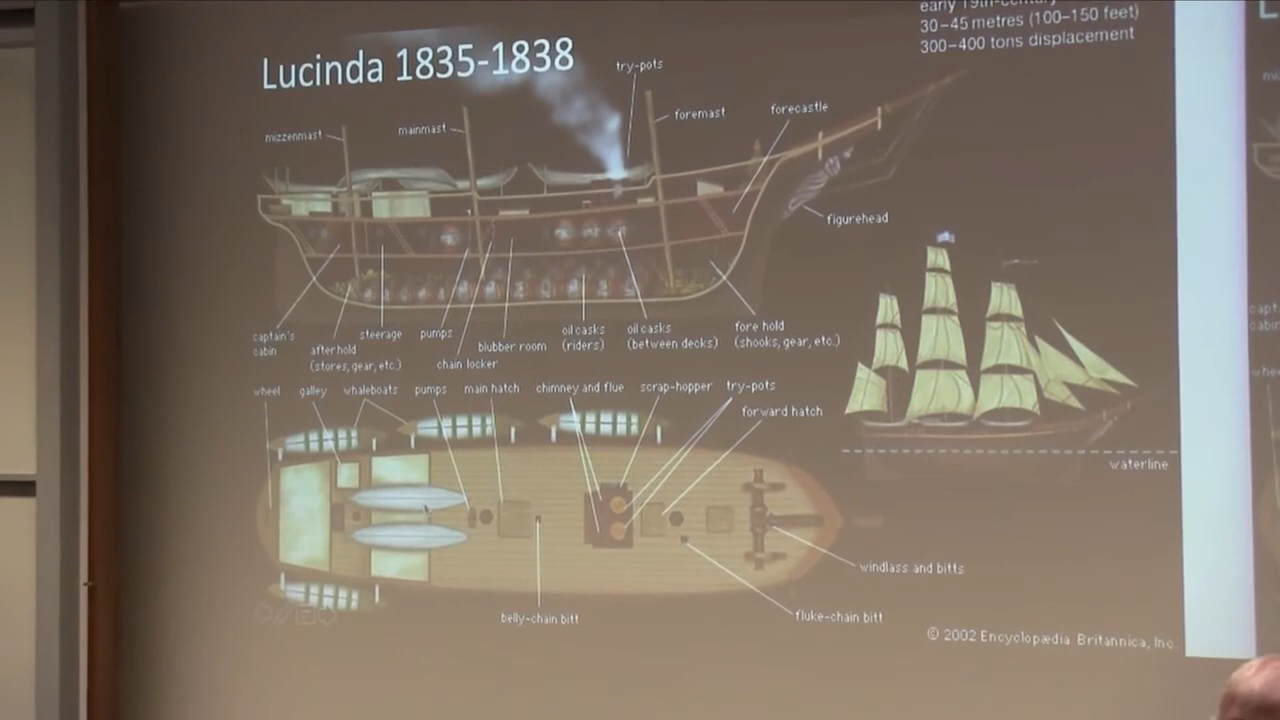 early 19th-century
30–45 metres (100–150 feet)
300–400 tons displacement
Lucinda 1835-1838
try-pots
mizzenmast
mainmast
foremast
forecastle
figurehead
captain's
cabin
after hold
(stores, gear, etc.)
steerage
pumps
chain locker
blubber room
oil casks
(riders)
oil casks
(between decks)
fore hold
(shooks, gear, etc.)
wheel
galley
whaleboats
pumps
main hatch
chimney and flue
scrap-hopper
try-pots
forward hatch
waterline
windlass and bitts
belly-chain bitt
fluke-chain bitt
© 2002 Encyclopædia Britannica, Inc.